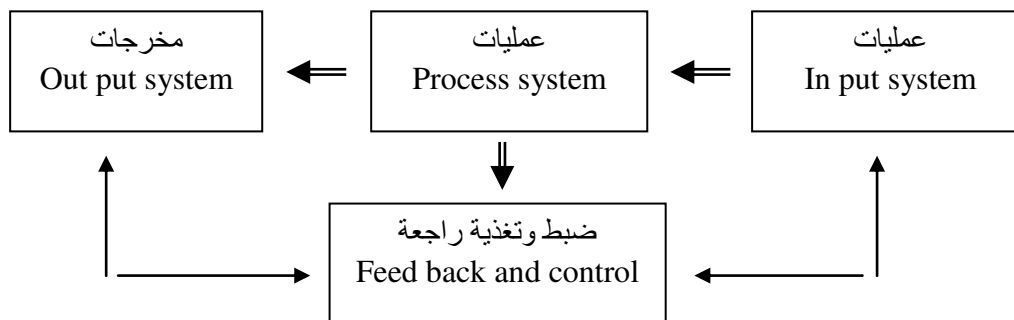 عمليات
In put system
عمليات
Process system
مخرجات
Out put system
ضبط وتغذية راجعة
Feed back and control